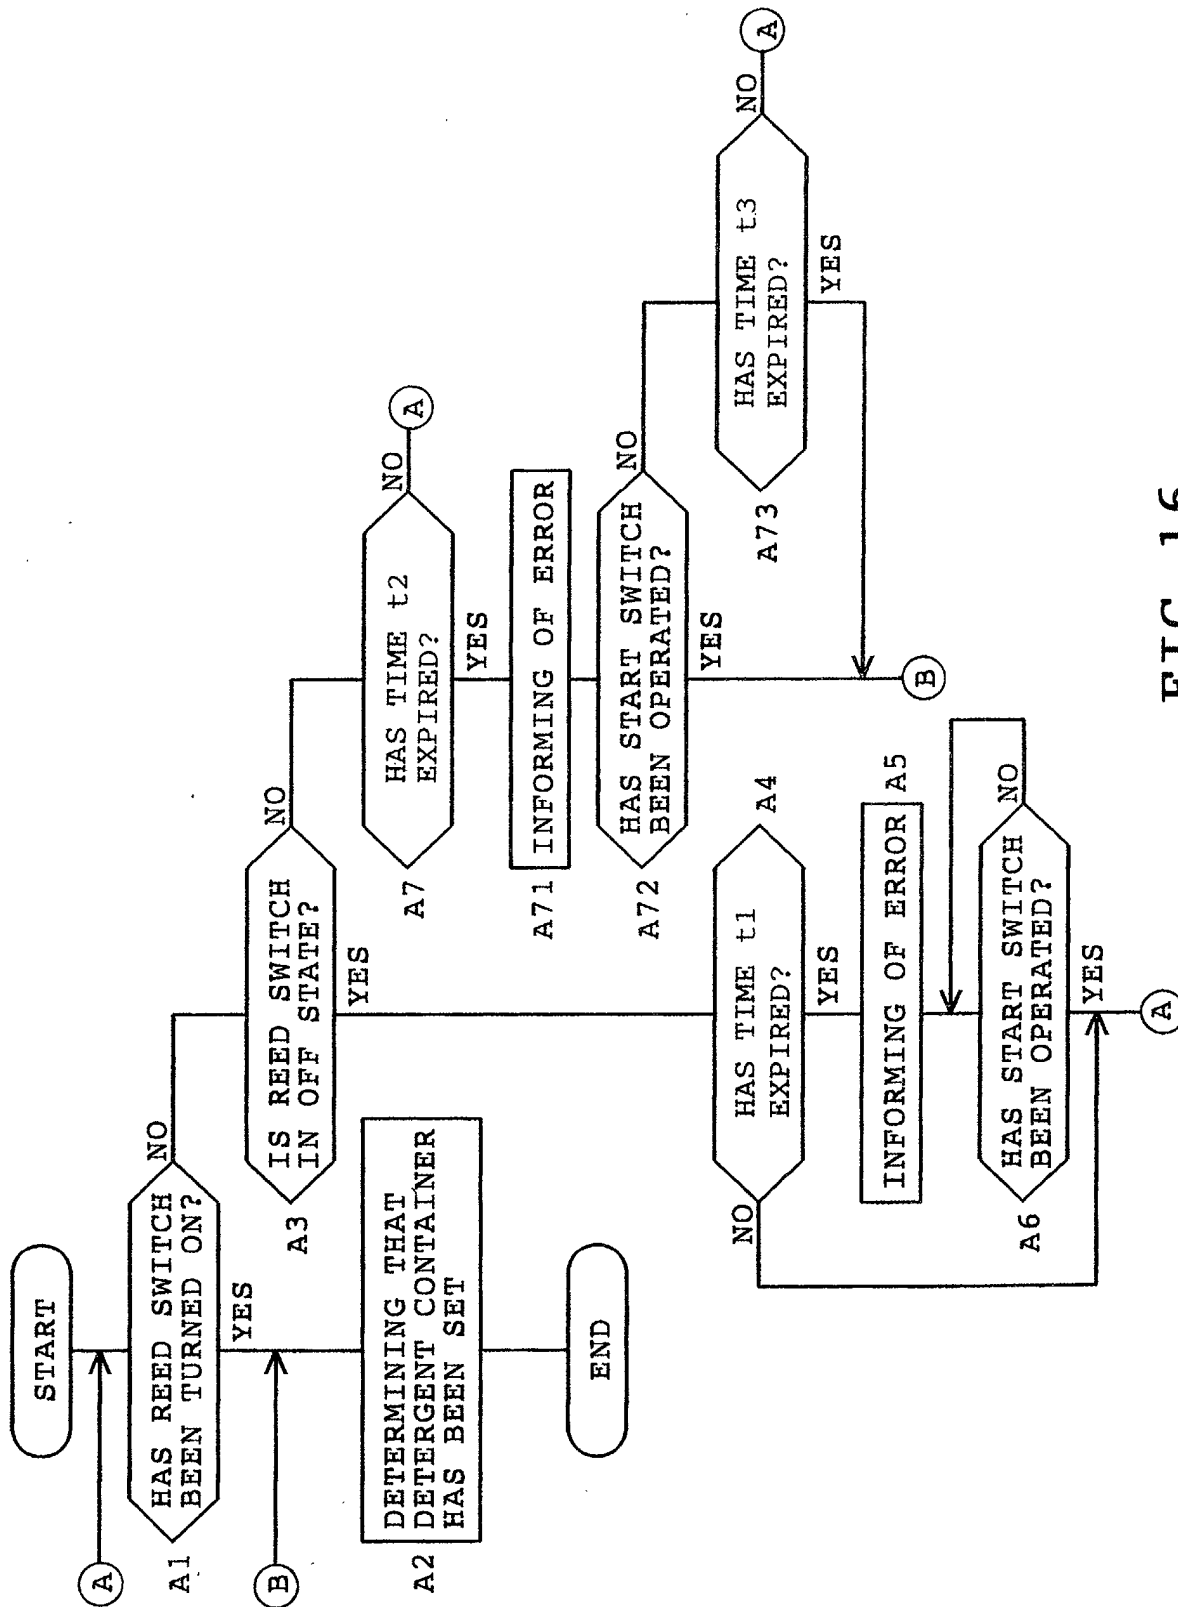 START
A
HAS REED SWITCH
BEEN TURNED ON?
A1
NO
YES
B
DETERMINING THAT
DETERGENT CONTAINER
HAS BEEN SET
A2
END
IS REED SWITCH
IN OFF STATE?
A3
NO
YES
HAS TIME t1
EXPIRED?
A4
NO
YES
INFORMING OF ERROR
A5
HAS START SWITCH
BEEN OPERATED?
A6
NO
YES
A
HAS TIME t2
EXPIRED?
A7
NO
A
YES
INFORMING OF ERROR
A71
HAS START SWITCH
BEEN OPERATED?
A72
NO
YES
B
HAS TIME t3
EXPIRED?
A73
NO
A
YES
FIG. 16